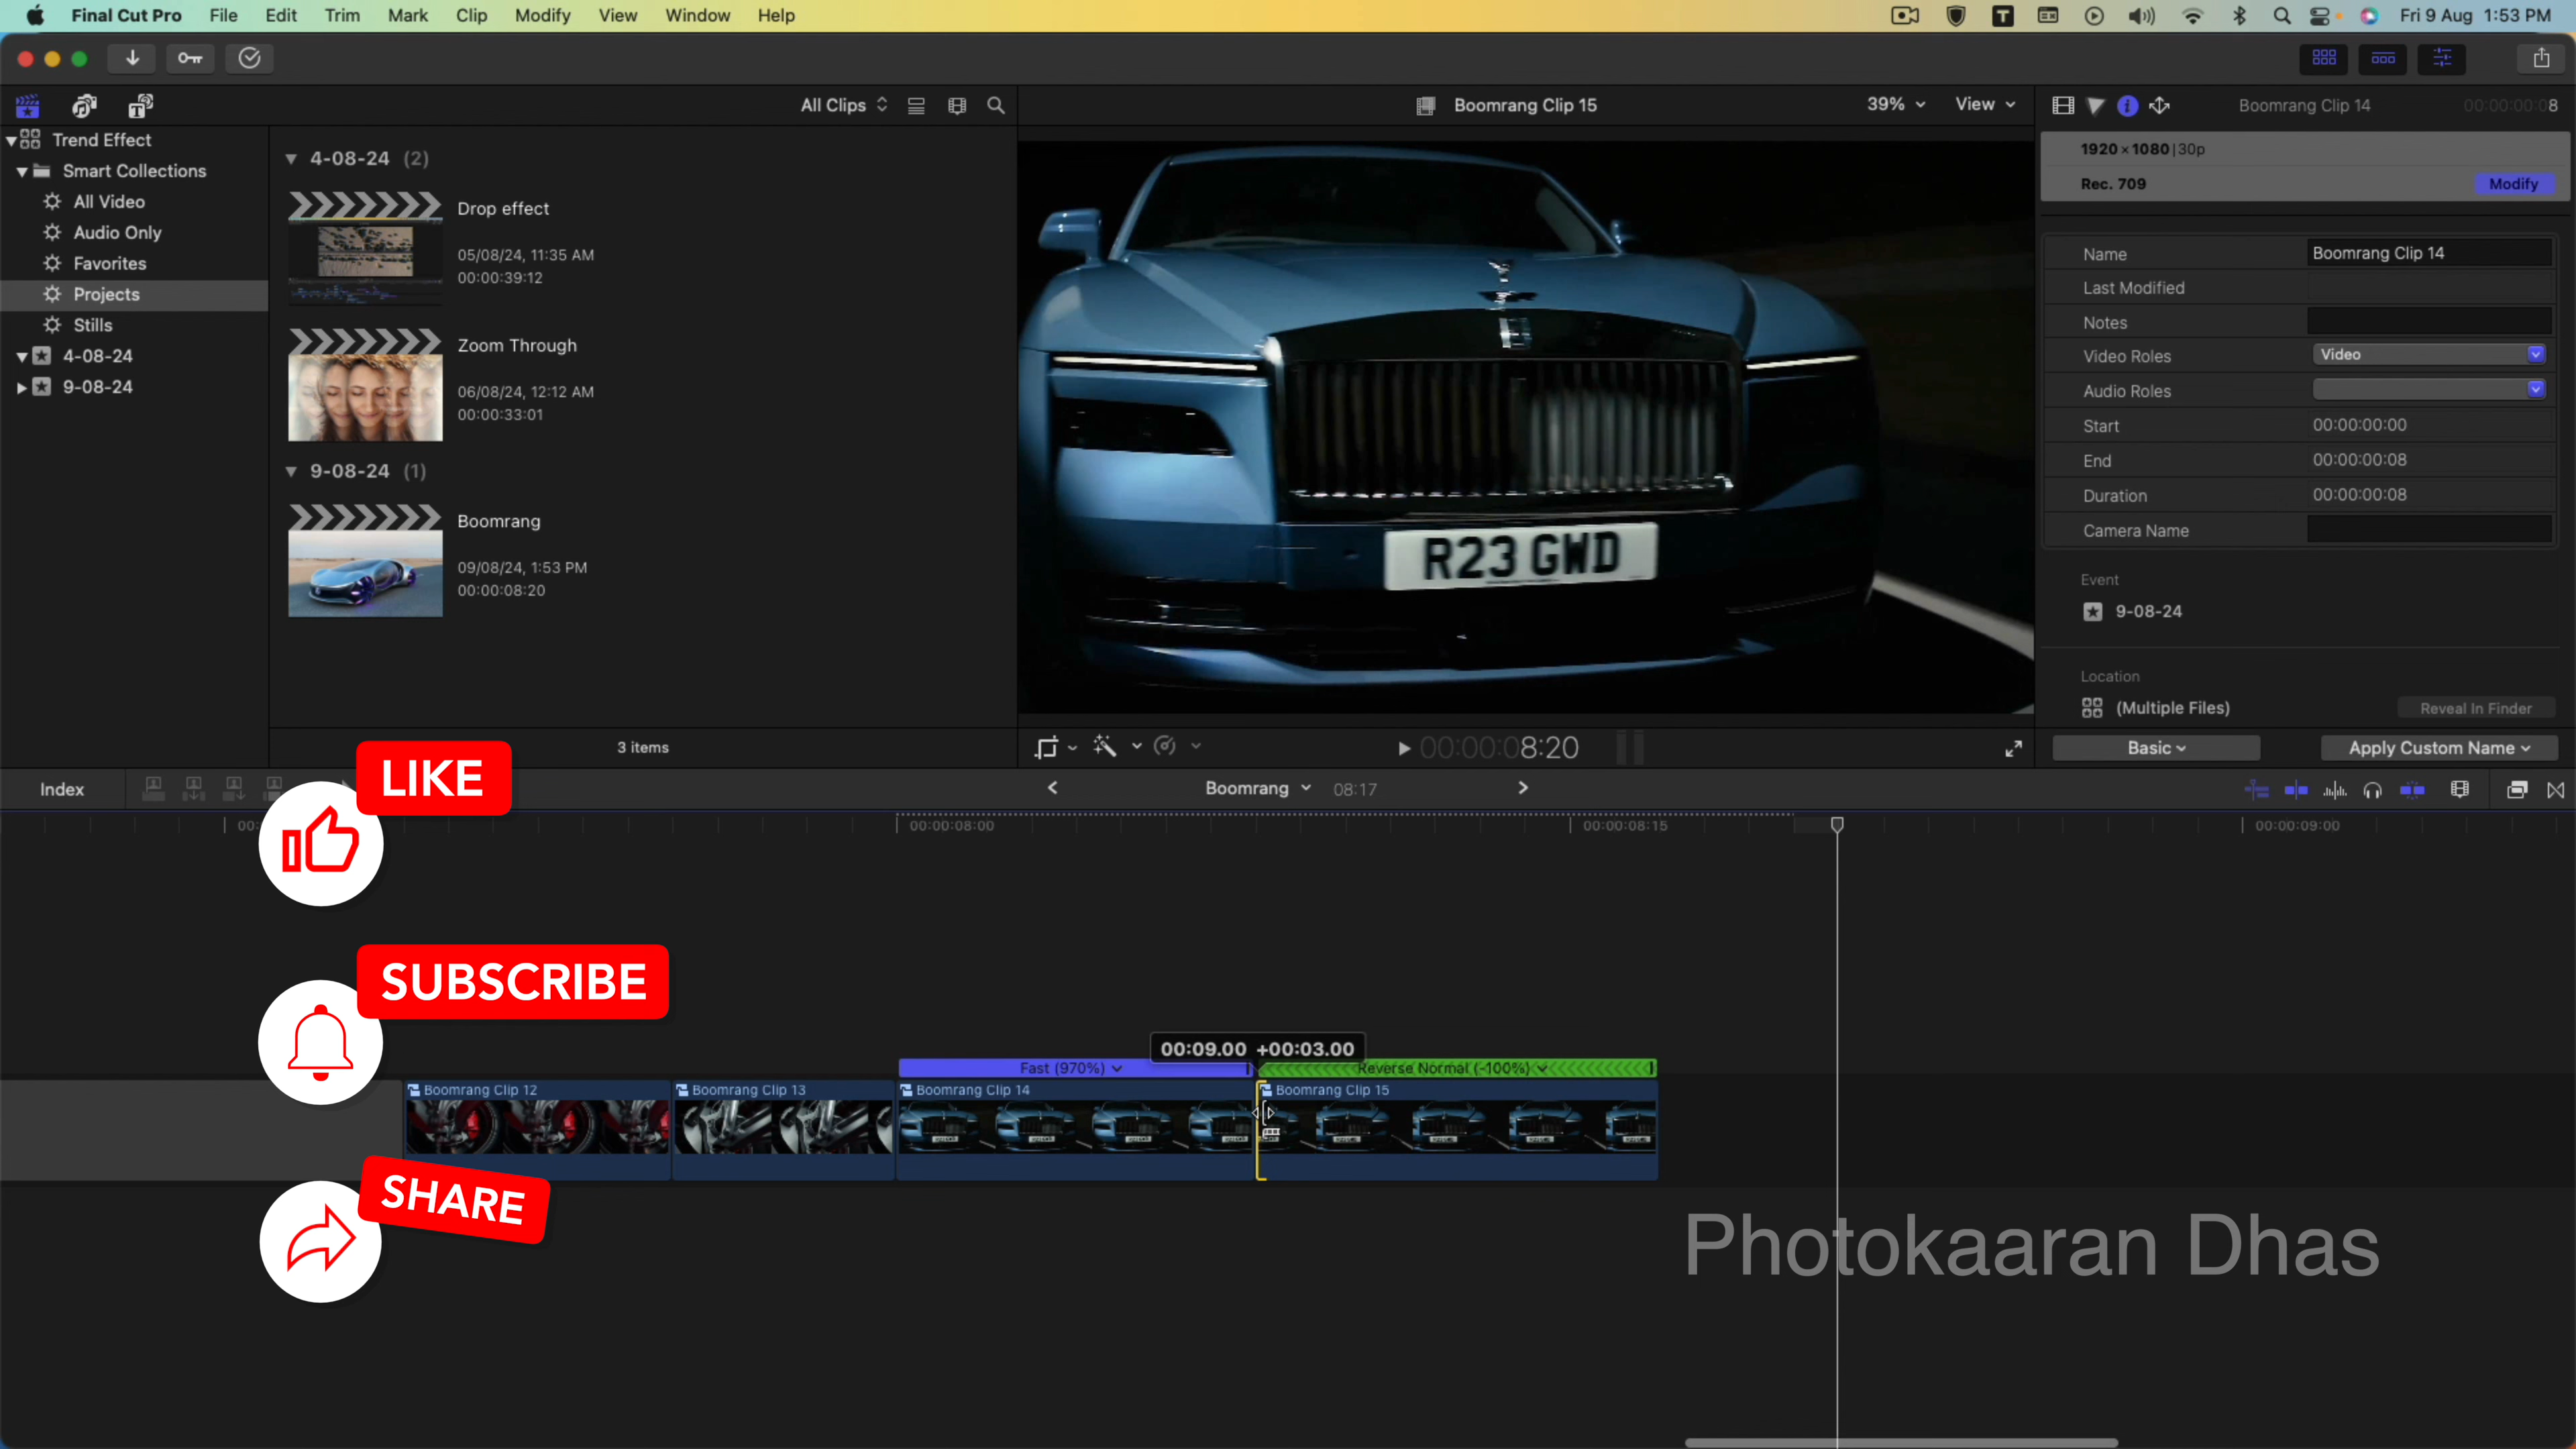 Final Cut Pro File Edit Trim Mark Clip Modify View Window Help
Fri 9 Aug 1:53 PM
All Clips
Boomrang Clip 15
39%
View
Boomrang Clip 14
00:00:00:08
Trend Effect
Smart Collections
All Video
Audio Only
Favorites
Projects
Stills
4-08-24
9-08-24
4-08-24 (2)
Drop effect
05/08/24, 11:35 AM
00:00:39:12
Zoom Through
06/08/24, 12:12 AM
00:00:33:01
9-08-24 (1)
Boomrang
09/08/24, 1:53 PM
00:00:08:20
3 items
R23 GWD
00:00:08:20
1920 × 1080 | 30p
Rec. 709
Modify
Name Boomrang Clip 14
Last Modified
Notes
Video Roles Video
Audio Roles
Start 00:00:00:00
End 00:00:00:08
Duration 00:00:00:08
Camera Name
Event
9-08-24
Location
(Multiple Files)
Reveal In Finder
Basic
Apply Custom Name
Index
Boomrang
08:17
00:00:08:00
00:00:08:15
00:00:09:00
LIKE
SUBSCRIBE
SHARE
00:09.00 +00:03.00
Fast (970%)
Reverse Normal (-100%)
Boomrang Clip 12
Boomrang Clip 13
Boomrang Clip 14
Boomrang Clip 15
Photokaaran Dhas